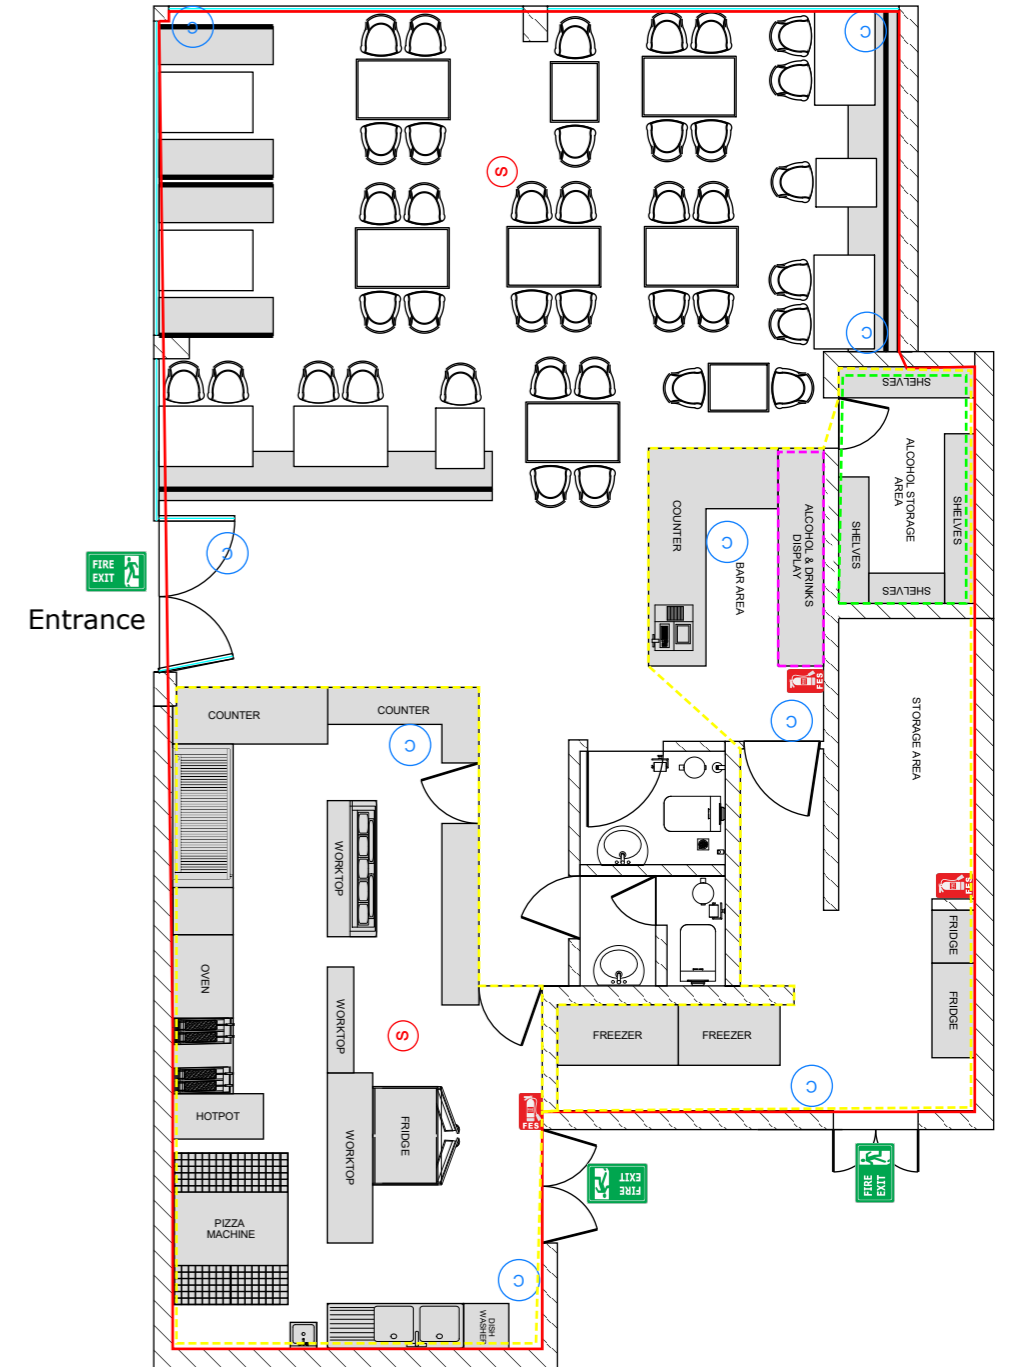 C
C
S
C
SHELVES
ALCOHOL STORAGE
AREA
SHELVES
SHELVES
SHELVES
COUNTER
C
BAR AREA
ALCOHOL & DRINKS
DISPLAY
FIRE
EXIT
C
Entrance
FES
C
STORAGE AREA
COUNTER
COUNTER
C
WORKTOP
FES
FRIDGE
FRIDGE
OVEN
WORKTOP
S
FREEZER
FREEZER
C
HOTPOT
WORKTOP
FRIDGE
FES
FIRE
EXIT
FIRE
EXIT
PIZZA
MACHINE
C
DISH
WASHER